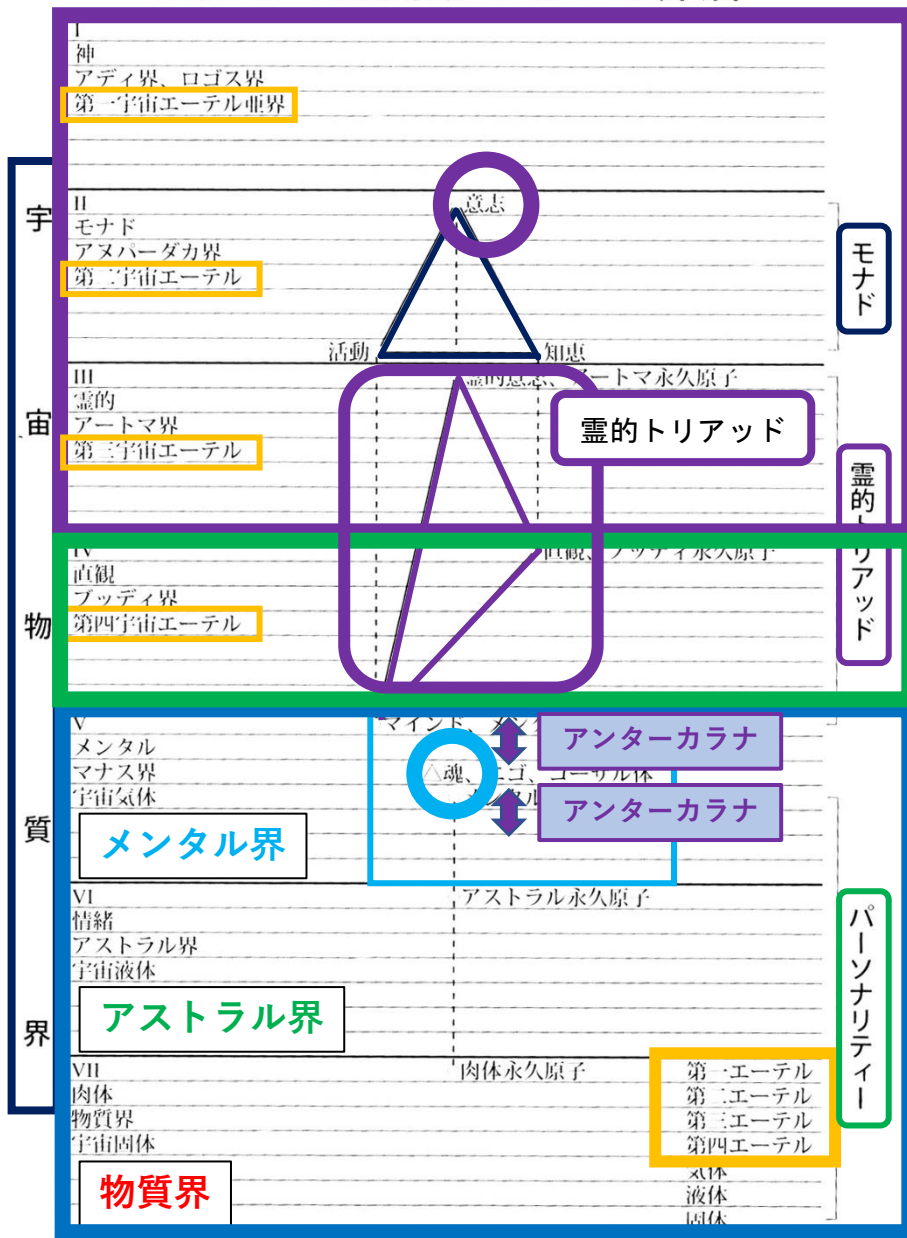 I
神
アディ界、ロゴス界
第一宇宙エーテル亜界
II
意志
モナド
アヌパーダカ界
第二宇宙エーテル
活動
知恵
モナド
III
霊的意志、アートマ永久原子
霊的
アートマ界
第三宇宙エーテル
霊的トリアッド
霊的トリアッド
IV
直観、ブッディ永久原子
直観
ブッディ界
第四宇宙エーテル
V
マインド、
アンターカラナ
メンタル
マナス界
△魂、エゴ、コーザル体
宇宙気体
アンターカラナ
メンタル界
VI
アストラル永久原子
情緒
アストラル界
宇宙液体
アストラル界
パーソナリティー
VII
肉体永久原子
第一エーテル
肉体
第二エーテル
物質界
第三エーテル
宇宙固体
第四エーテル
気体
物質界
液体
固体
宇宙物質界